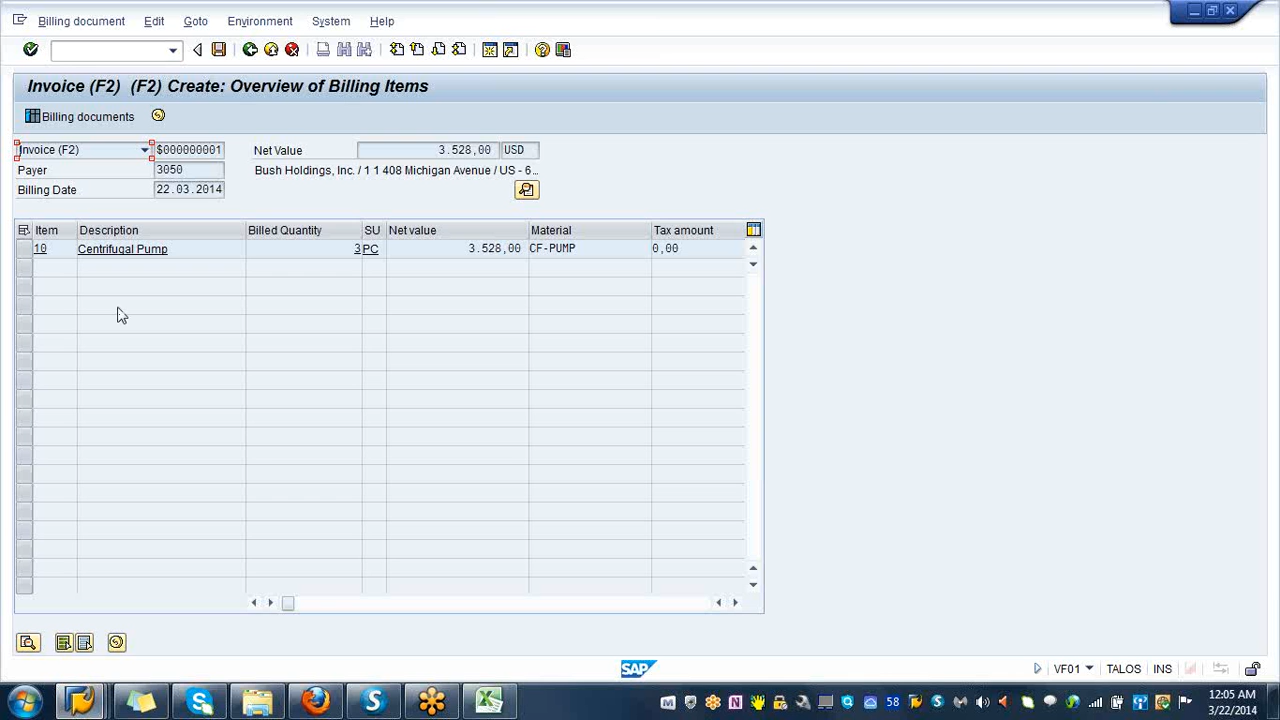 Billing document Edit Goto Environment System Help
Invoice (F2) (F2) Create: Overview of Billing Items
Billing documents
Invoice (F2) $000000001 Net Value 3.528,00 USD
Payer 3050 Bush Holdings, Inc. / 1 1 408 Michigan Avenue / US - 6...
Billing Date 22.03.2014
Item Description Billed Quantity SU Net value Material Tax amount
10 Centrifugal Pump 3 PC 3.528,00 CF-PUMP 0,00
SAP VF01 TALOS INS
58 12:05 AM
3/22/2014